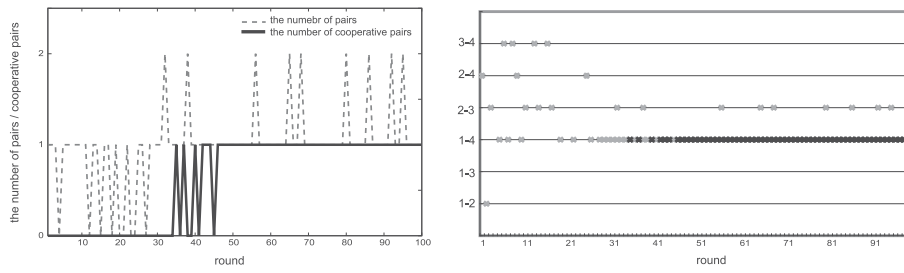 the numebr of pairs
the number of cooperative pairs
the number of pairs / cooperative pairs
2
1
0
10 20 30 40 50 60 70 80 90 100
round
3-4
2-4
2-3
1-4
1-3
1-2
1 11 21 31 41 51 61 71 81 91
round